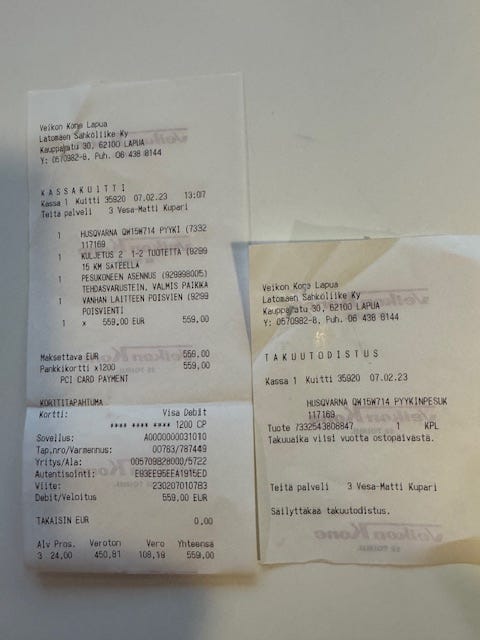 Veikon Kone Lapua
Latomäen Sähköliike Ky
Kauppakatu 30, 62100 LAPUA
Y: 0570982-8, Puh. 06 438 8144
KASSAKUITTI
Kassa 1 Kuitti 35920 07.02.23 13:07
Teitä palveli 3 Vesa-Matti Kupari
1 HUSQVARNA QW15W714 PYYKI (7332
117169
1 KULJETUS 2 1-2 TUOTETTA (9299
15 KM SÄTEELLÄ
1 PESUKONEEN ASENNUS (929998005)
TEHDASVARUSTEIN. VALMIS PAIKKA
1 VANHAN LAITTEEN POISVIEN (9299
POISVIENTI
1 x 559,00 EUR 559,00
Maksettava EUR 559,00
Pankkikortti x1200 559,00
PCI CARD PAYMENT
KORTTITAPAHTUMA
Kortti: Visa Debit
**** **** **** 1200 CP
Sovellus: A0000000031010
Tap.nro/Varmennus: 00783/787449
Yritys/Ala: 005709828000/5722
Autentisointi: E93EE95EEA1915ED
Viite: 230207010783
Debit/Veloitus 559,00 EUR
TAKAISIN EUR 0,00
Alv Pros. Veroton Vero Yhteensä
3 24,00 450,81 108,19 559,00
Veikon Kone Lapua
Latomäen Sähköliike Ky
Kauppakatu 30, 62100 LAPUA
Y: 0570982-8, Puh. 06 438 8144
TAKUUTODISTUS
Kassa 1 Kuitti 35920 07.02.23
HUSQVARNA QW15W714 PYYKINPESUK
117169
Tuote 7332543808847 1 KPL
Takuuaika viisi vuotta ostopäivästä.
Teitä palveli 3 Vesa-Matti Kupari
Säilyttäkää takuutodistus.